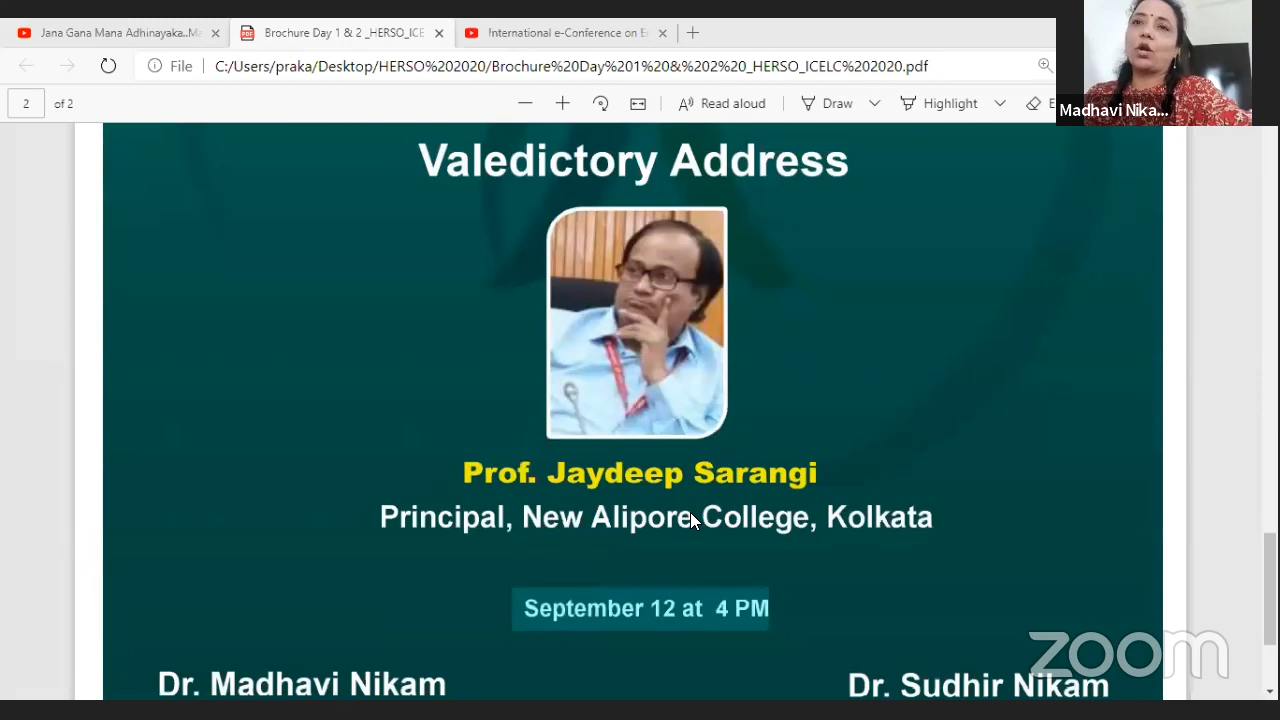 Jana Gana Mana Adhinayaka..Ma
Brochure Day 1 & 2 _HERSO_ICE
International e-Conference on E
File
C:/Users/praka/Desktop/HERSO%202020/Brochure%20Day%201%20&%202%20_HERSO_ICELC%202020.pdf
2 of 2
Read aloud
Draw
Highlight
Madhavi Nika...
Valedictory Address
Prof. Jaydeep Sarangi
Principal, New Alipore College, Kolkata
September 12 at 4 PM
zoom
Dr. Madhavi Nikam
Dr. Sudhir Nikam